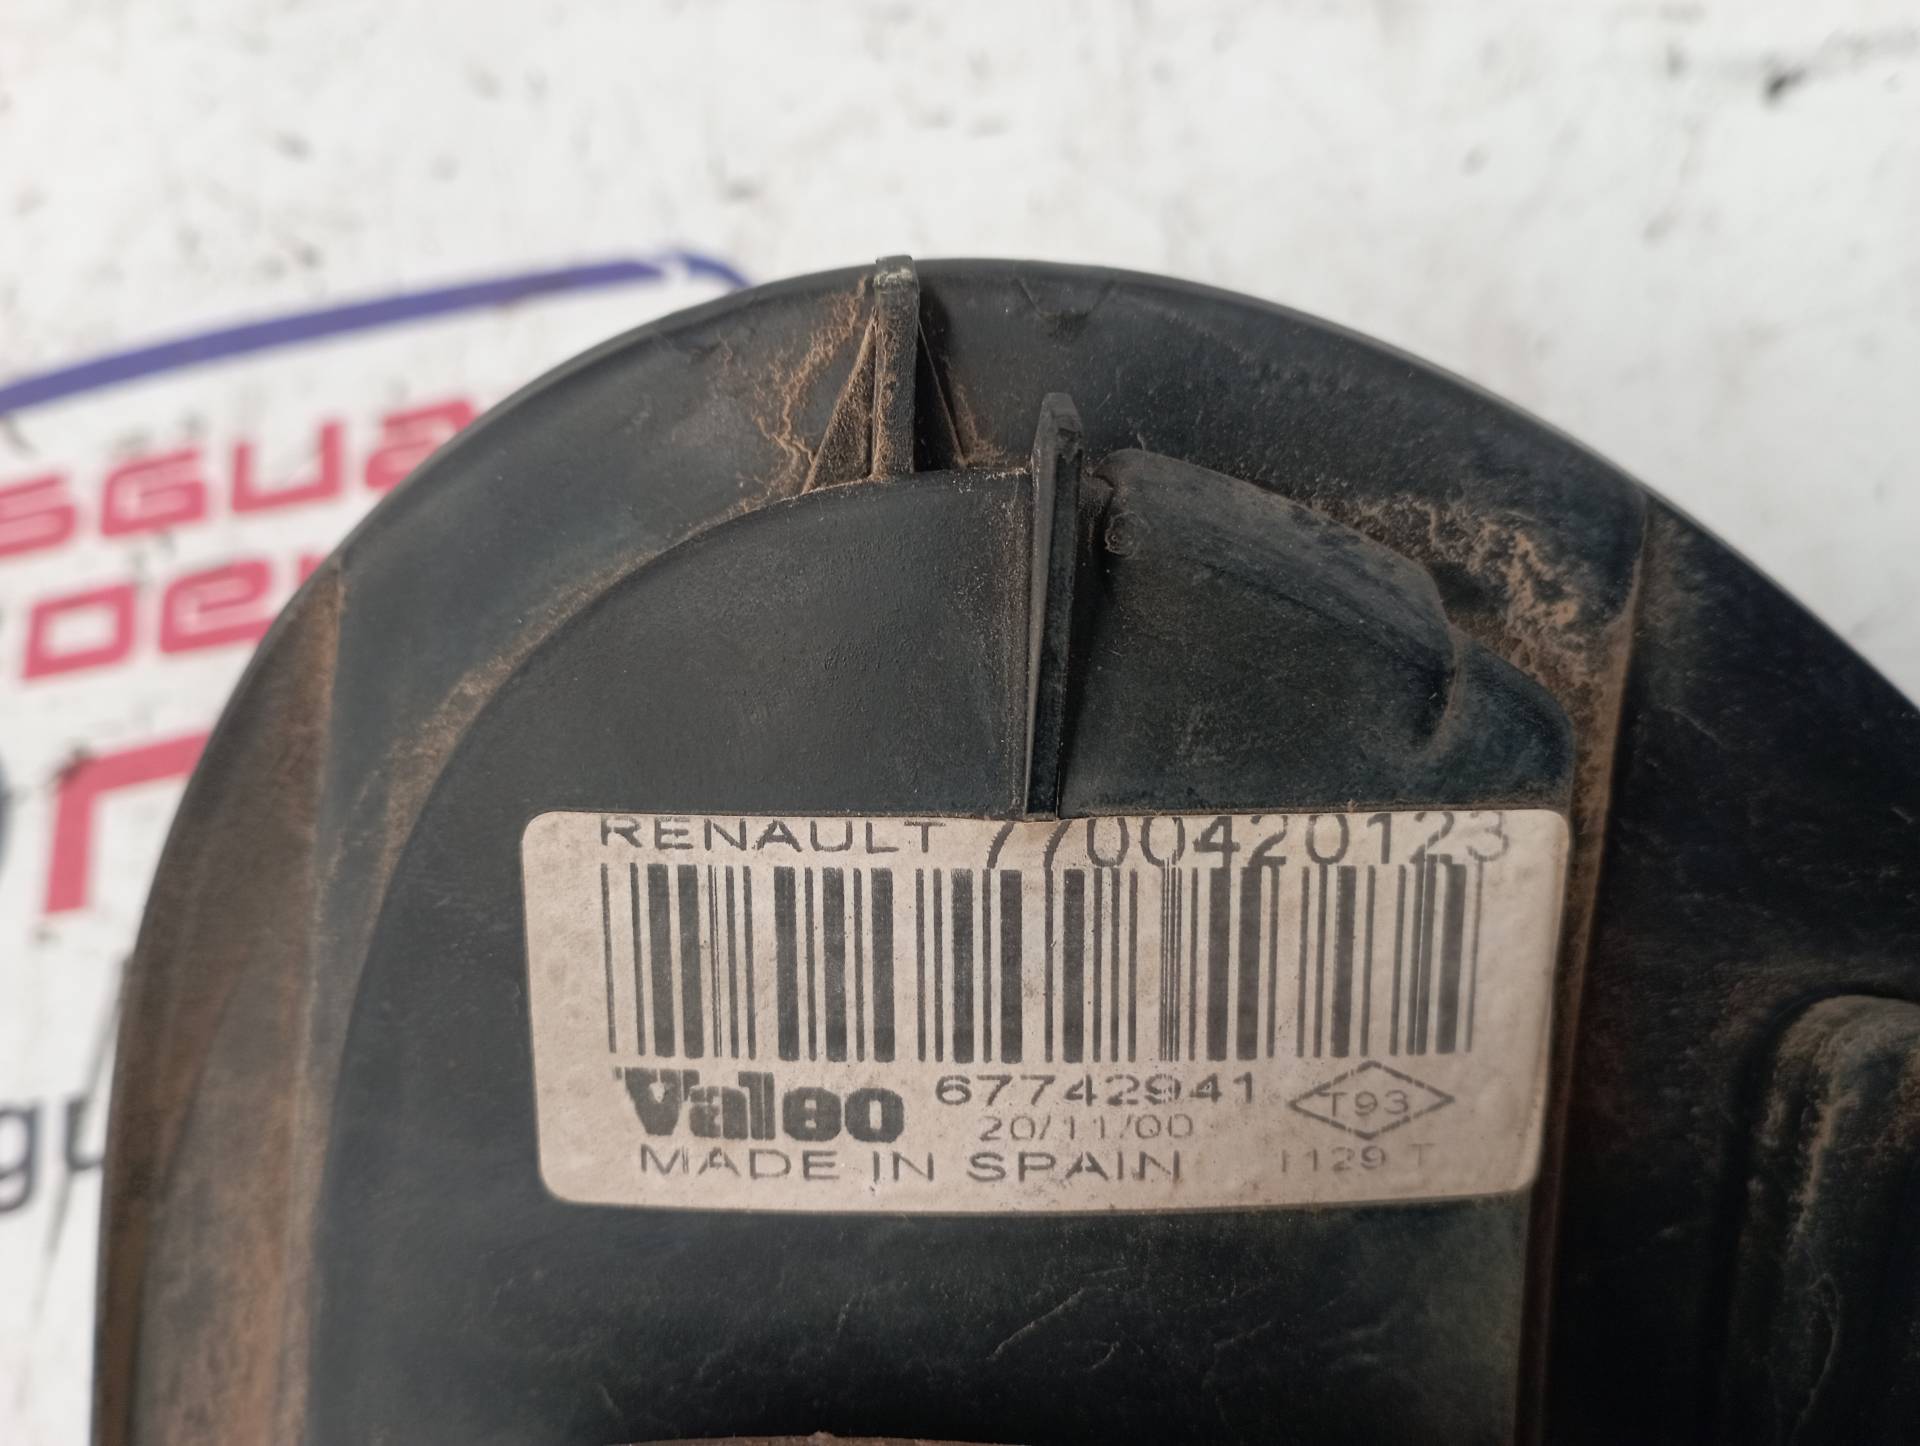 RENAULT 7700420123
Valeo 67742941 T93
20/11/00
MADE IN SPAIN 1129 T